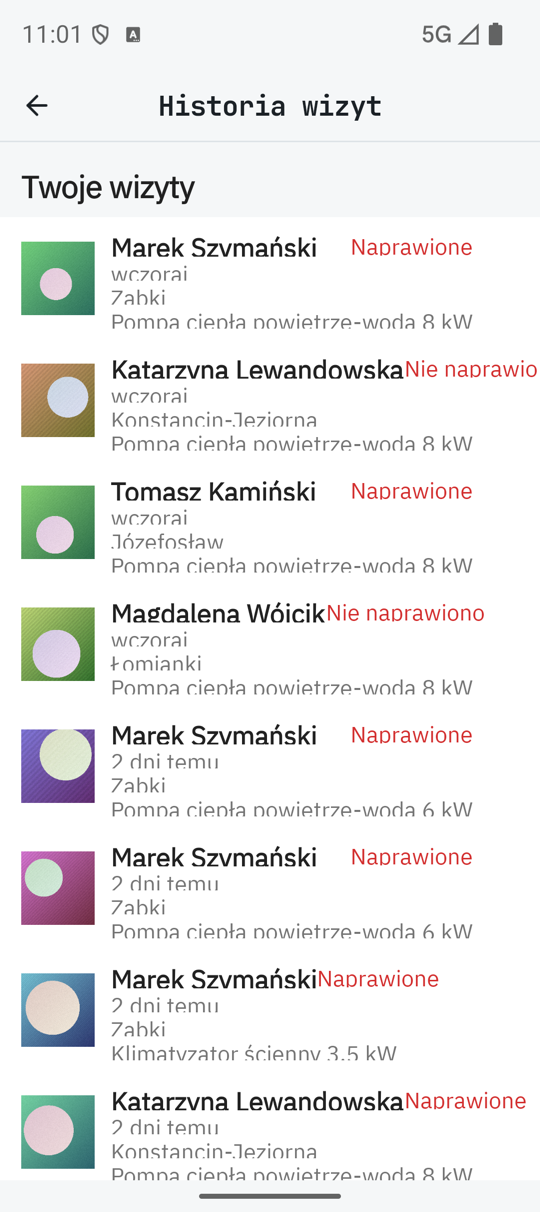 11:01
5G
Historia wizyt
Twoje wizyty
Marek Szymański Naprawione
wczoraj
Ząbki
Pompa ciepła powietrze-woda 8 kW
Katarzyna Lewandowska Nie naprawio
wczoraj
Konstancin-Jeziorna
Pompa ciepła powietrze-woda 8 kW
Tomasz Kamiński Naprawione
wczoraj
Józefosław
Pompa ciepła powietrze-woda 8 kW
Magdalena Wójcik Nie naprawiono
wczoraj
Łomianki
Pompa ciepła powietrze-woda 8 kW
Marek Szymański Naprawione
2 dni temu
Ząbki
Pompa ciepła powietrze-woda 6 kW
Marek Szymański Naprawione
2 dni temu
Ząbki
Pompa ciepła powietrze-woda 6 kW
Marek Szymański Naprawione
2 dni temu
Ząbki
Klimatyzator ścienny 3.5 kW
Katarzyna Lewandowska Naprawione
2 dni temu
Konstancin-Jeziorna
Pompa ciepła powietrze-woda 8 kW